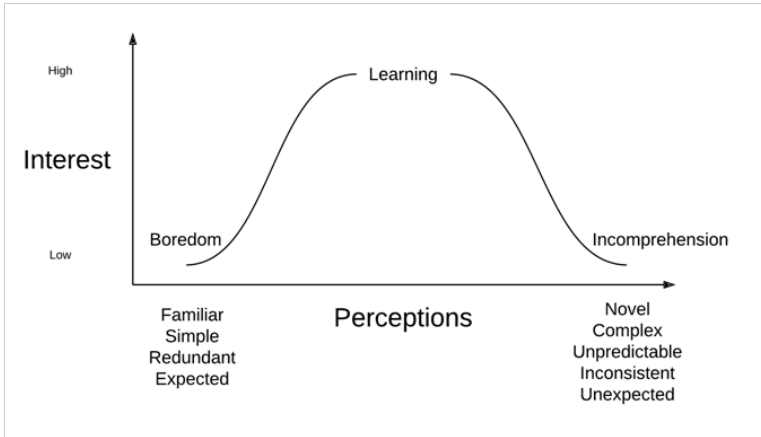 High
Learning
Interest
Boredom
Incomprehension
Low
Familiar
Simple
Redundant
Expected
Perceptions
Novel
Complex
Unpredictable
Inconsistent
Unexpected